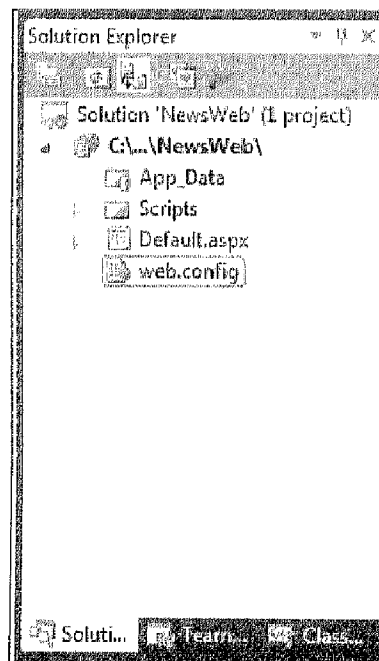 Solution Explorer
Solution 'NewsWeb' (1 project)
C:\...\NewsWeb\
App_Data
Scripts
Default.aspx
web.config
Soluti... Team... Class...